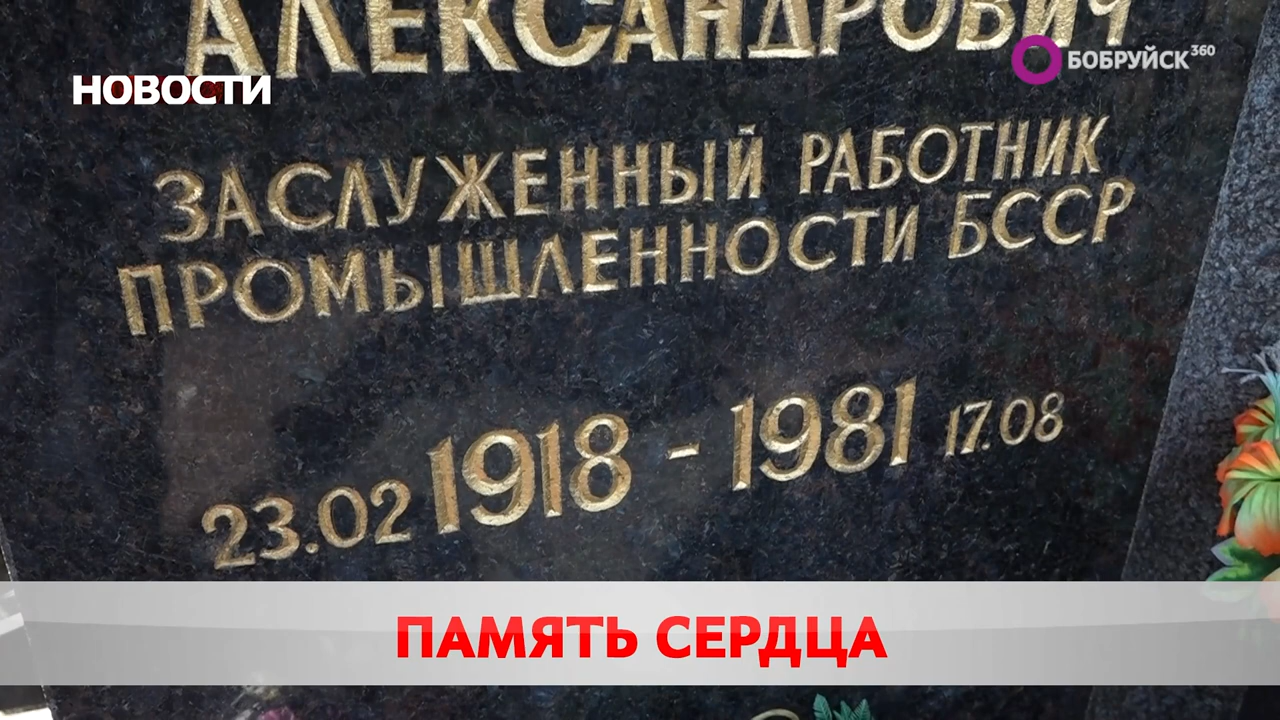 АЛЕКСАНДРОВИЧ
НОВОСТИ
БОБРУЙСК360
ЗАСЛУЖЕННЫЙ РАБОТНИК
ПРОМЫШЛЕННОСТИ БССР
23.02 1918 - 1981 17.08
ПАМЯТЬ СЕРДЦА